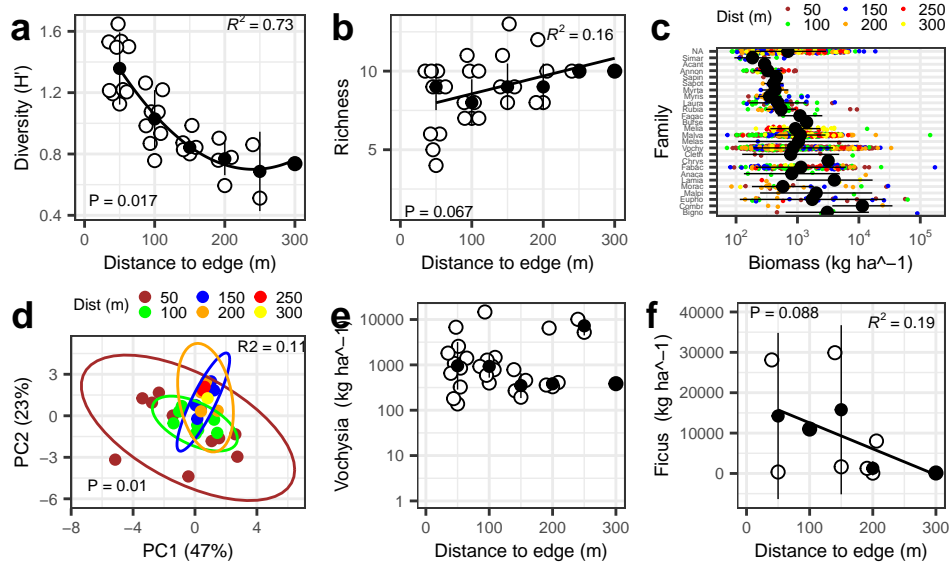 a
Diversity (H')
1.6
1.2
0.8
0.4
R² = 0.73
P = 0.017
0 100 200 300
Distance to edge (m)
b
Richness
10
5
R² = 0.16
P = 0.067
0 100 200 300
Distance to edge (m)
c
Dist (m) 50 150 250
100 200 300
Family
NA
Simar
Acant
Annon
Sapin
Sapot
Myrta
Myris
Laura
Rubia
Fagac
Burse
Melia
Malva
Melas
Vochy
Cleth
Chrys
Fabac
Anaca
Lamia
Morac
Malpi
Eupho
Combr
Bigno
10² 10³ 10⁴ 10⁵
Biomass (kg ha^−1)
d
Dist (m) 50 150 250
100 200 300
PC2 (23%)
3
0
−3
−6
R2 = 0.11
P = 0.01
−8 −4 0 4
PC1 (47%)
e
Vochysia (kg ha^−1)
10000
1000
100
10
1
0 100 200 300
Distance to edge (m)
f
Ficus (kg ha^−1)
40000
30000
20000
10000
0
P = 0.088
R² = 0.19
0 100 200 300
Distance to edge (m)